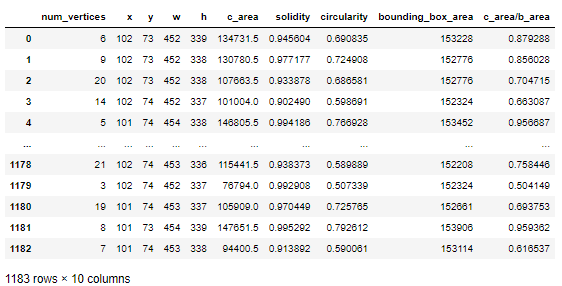 num_vertices x y w h c_area solidity circularity bounding_box_area c_area/b_area
0 6 102 73 452 339 134731.5 0.945604 0.690835 153228 0.879288
1 9 102 73 452 338 130780.5 0.977177 0.724908 152776 0.856028
2 20 102 73 452 338 107663.5 0.933878 0.686581 152776 0.704715
3 14 102 74 452 337 101004.0 0.902490 0.598691 152324 0.663087
4 5 101 74 454 338 146805.5 0.994186 0.766928 153452 0.956687
... ... ... ... ... ... ... ... ... ... ...
1178 21 102 74 453 336 115441.5 0.938373 0.589889 152208 0.758446
1179 3 102 74 452 337 76794.0 0.992908 0.507339 152324 0.504149
1180 19 101 74 453 337 105909.0 0.970449 0.725765 152661 0.693753
1181 8 101 73 454 339 147651.5 0.995292 0.792612 153906 0.959362
1182 7 101 74 453 338 94400.5 0.913892 0.590061 153114 0.616537
1183 rows × 10 columns